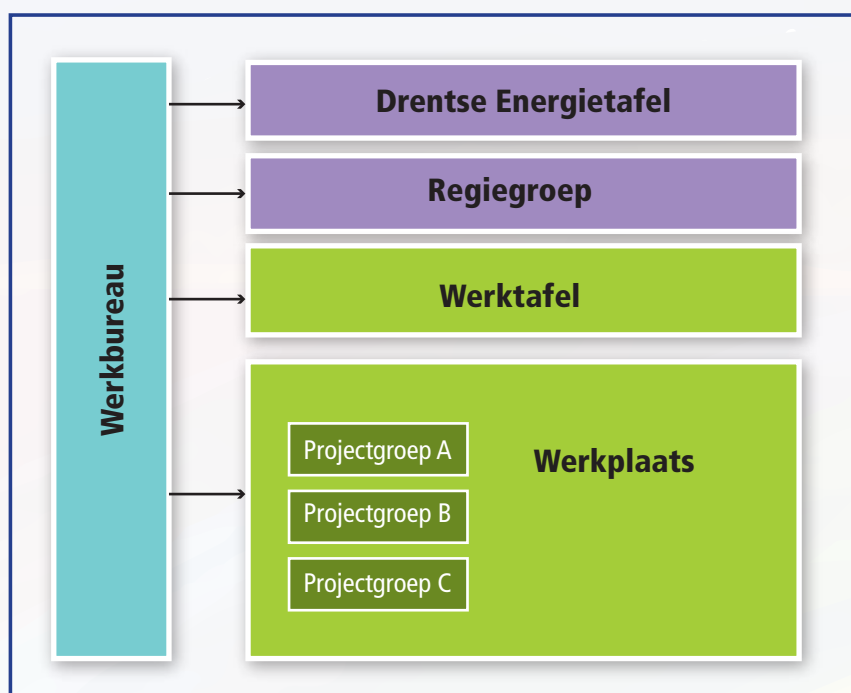 Werkbureau
Drentse Energietafel
Regiegroep
Werktafel
Werkplaats
Projectgroep A
Projectgroep B
Projectgroep C